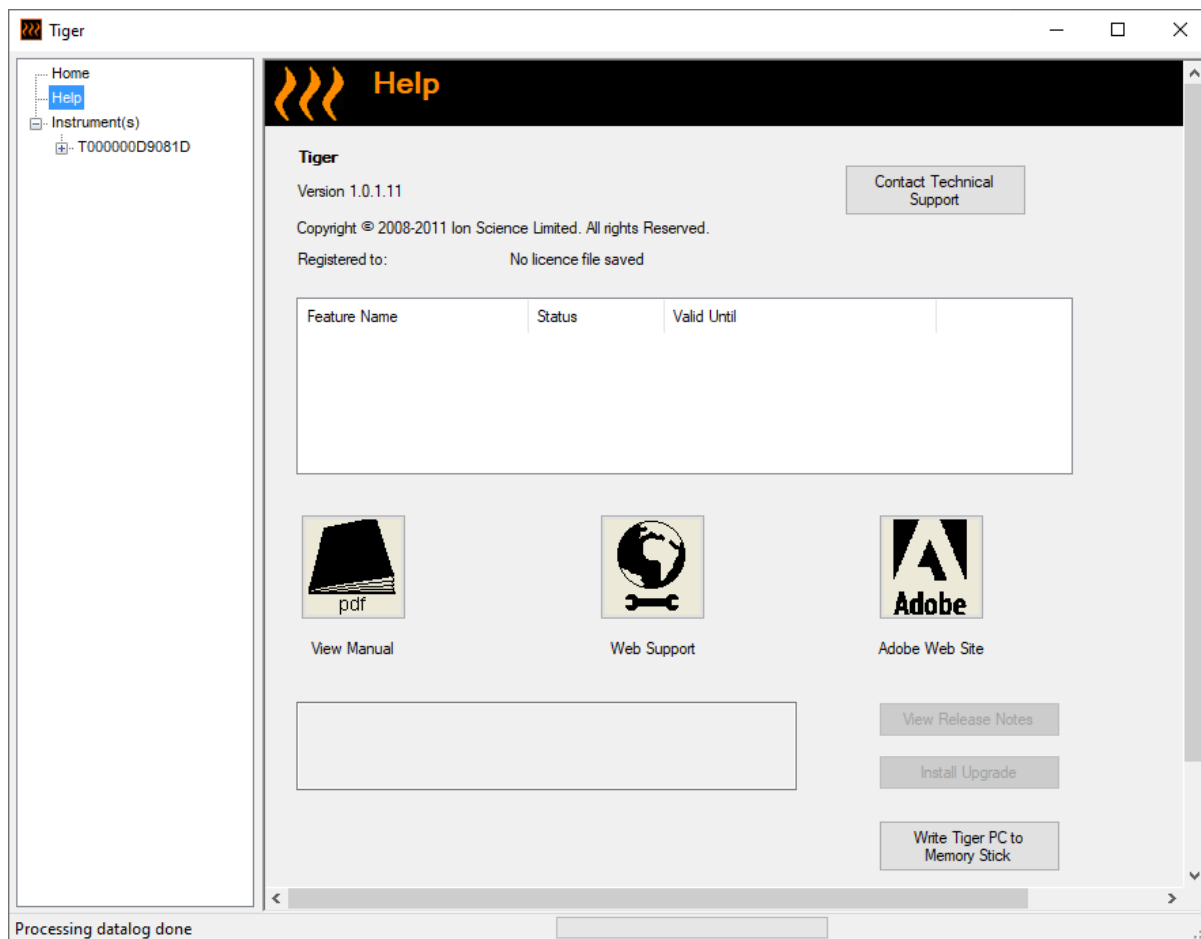 Tiger
Home
Help
Instrument(s)
T000000D9081D
Help
Tiger
Version 1.0.1.11
Contact Technical
Support
Copyright © 2008-2011 Ion Science Limited. All rights Reserved.
Registered to: No licence file saved
Feature Name Status Valid Until
pdf
Adobe
View Manual Web Support Adobe Web Site
View Release Notes
Install Upgrade
Write Tiger PC to
Memory Stick
Processing datalog done